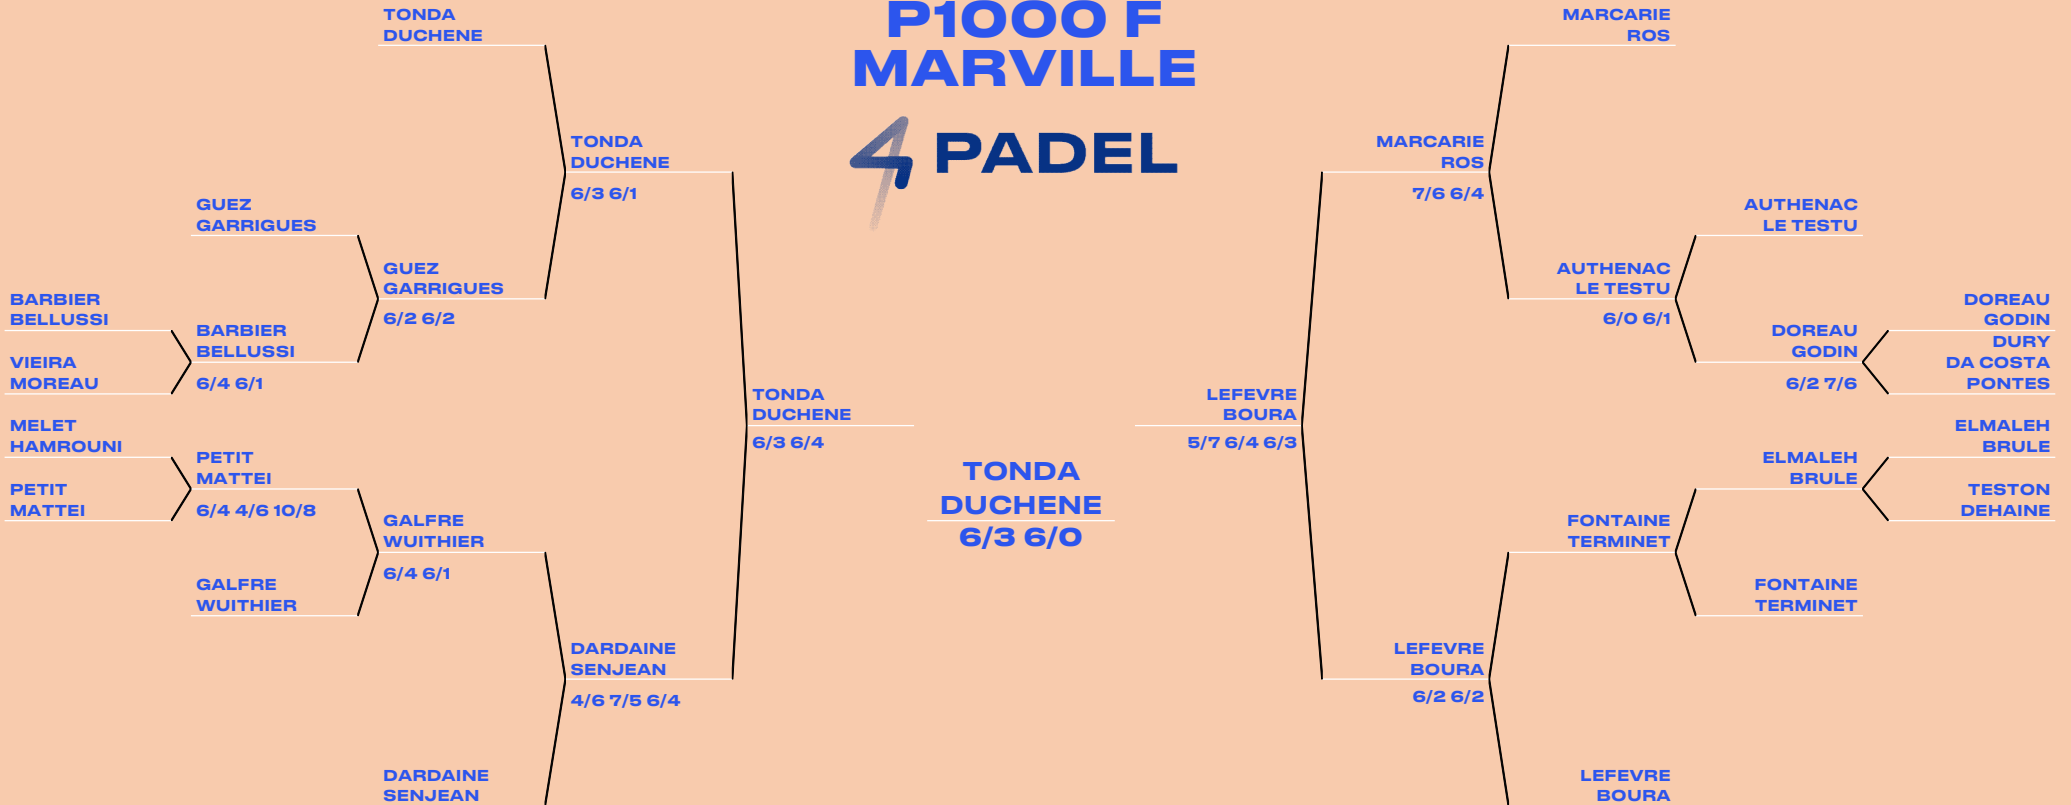 P1000 F
MARVILLE
4 PADEL
TONDA
DUCHENE
TONDA
DUCHENE
6/3 6/1
GUEZ
GARRIGUES
GUEZ
GARRIGUES
6/2 6/2
BARBIER
BELLUSSI
BARBIER
BELLUSSI
6/4 6/1
VIEIRA
MOREAU
MELET
HAMROUNI
PETIT
MATTEI
6/4 4/6 10/8
PETIT
MATTEI
GALFRE
WUITHIER
6/4 6/1
GALFRE
WUITHIER
DARDAINE
SENJEAN
4/6 7/5 6/4
DARDAINE
SENJEAN
TONDA
DUCHENE
6/3 6/4
TONDA
DUCHENE
6/3 6/0
LEFEVRE
BOURA
5/7 6/4 6/3
MARCARIE
ROS
MARCARIE
ROS
7/6 6/4
AUTHENAC
LE TESTU
AUTHENAC
LE TESTU
6/0 6/1
DOREAU
GODIN
6/2 7/6
DOREAU
GODIN
DURY
DA COSTA
PONTES
ELMALEH
BRULE
ELMALEH
BRULE
TESTON
DEHAINE
FONTAINE
TERMINET
FONTAINE
TERMINET
LEFEVRE
BOURA
6/2 6/2
LEFEVRE
BOURA